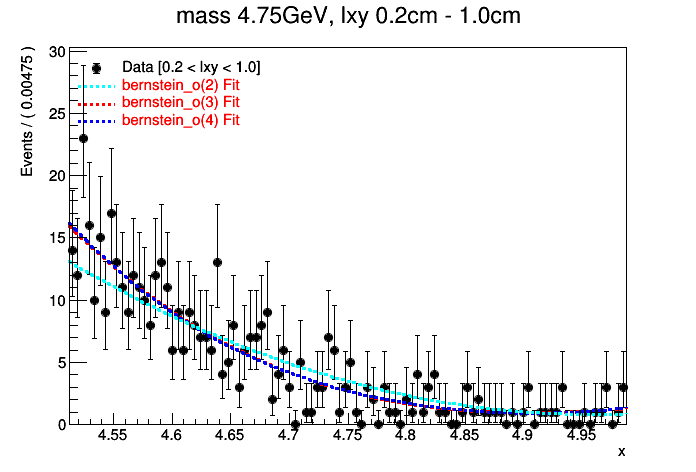 mass 4.75GeV, lxy 0.2cm - 1.0cm
Events / ( 0.00475 )
30
25
20
15
10
5
0
Data [0.2 < lxy < 1.0]
bernstein_o(2) Fit
bernstein_o(3) Fit
bernstein_o(4) Fit
4.55 4.6 4.65 4.7 4.75 4.8 4.85 4.9 4.95
x